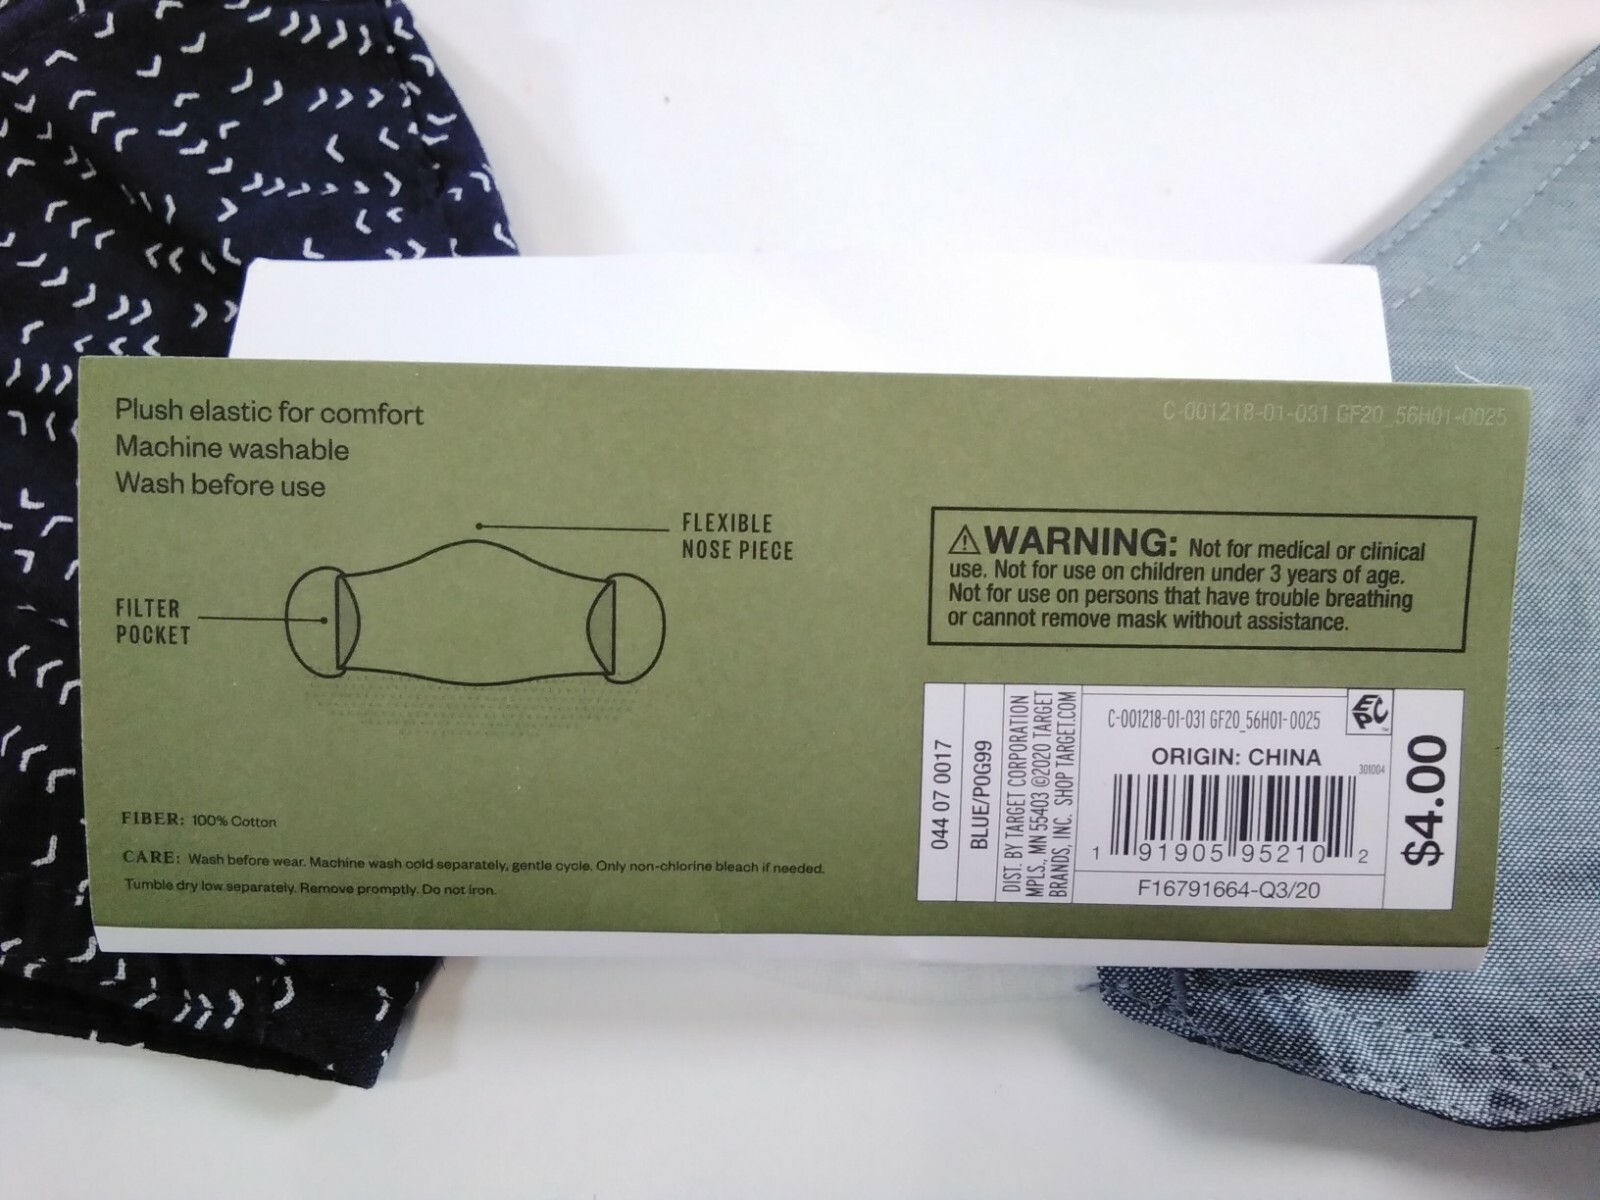 Plush elastic for comfort
Machine washable
Wash before use
C-001218-01-031 GF20_56H01-0025
FLEXIBLE
NOSE PIECE
FILTER
POCKET
⚠WARNING: Not for medical or clinical
use. Not for use on children under 3 years of age.
Not for use on persons that have trouble breathing
or cannot remove mask without assistance.
FIBER: 100% Cotton
CARE: Wash before wear. Machine wash cold separately, gentle cycle. Only non-chlorine bleach if needed.
Tumble dry low separately. Remove promptly. Do not iron.
044 07 0017
BLUE/POG99
DIST. BY TARGET CORPORATION
MPLS., MN 55403 ©2020 TARGET
BRANDS, INC. SHOP TARGET.COM
C-001218-01-031 GF20_56H01-0025
EPC™
ORIGIN: CHINA
301004
1 91905 95210 2
F16791664-Q3/20
$4.00